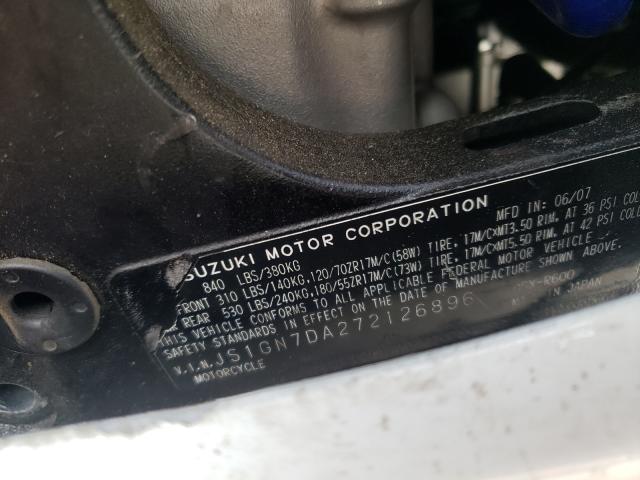 SUZUKI MOTOR CORPORATION MFD IN: 06/07
840 LBS/380KG
FRONT 310 LBS/140KG,120/70ZR17M/C(58W) TIRE, 17M/CxMT3.50 RIM, AT 36 PSI COL
REAR 530 LBS/240KG,180/55ZR17M/C(73W) TIRE, 17M/CxMT5.50 RIM, AT 42 PSI COL
THIS VEHICLE CONFORMS TO ALL APPLICABLE FEDERAL MOTOR VEHICLE
SAFETY STANDARDS IN EFFECT ON THE DATE OF MANUFACTURE SHOWN ABOVE.
V.I.N. JS1GN7DA272126896 R600
MOTORCYCLE IN JAPAN